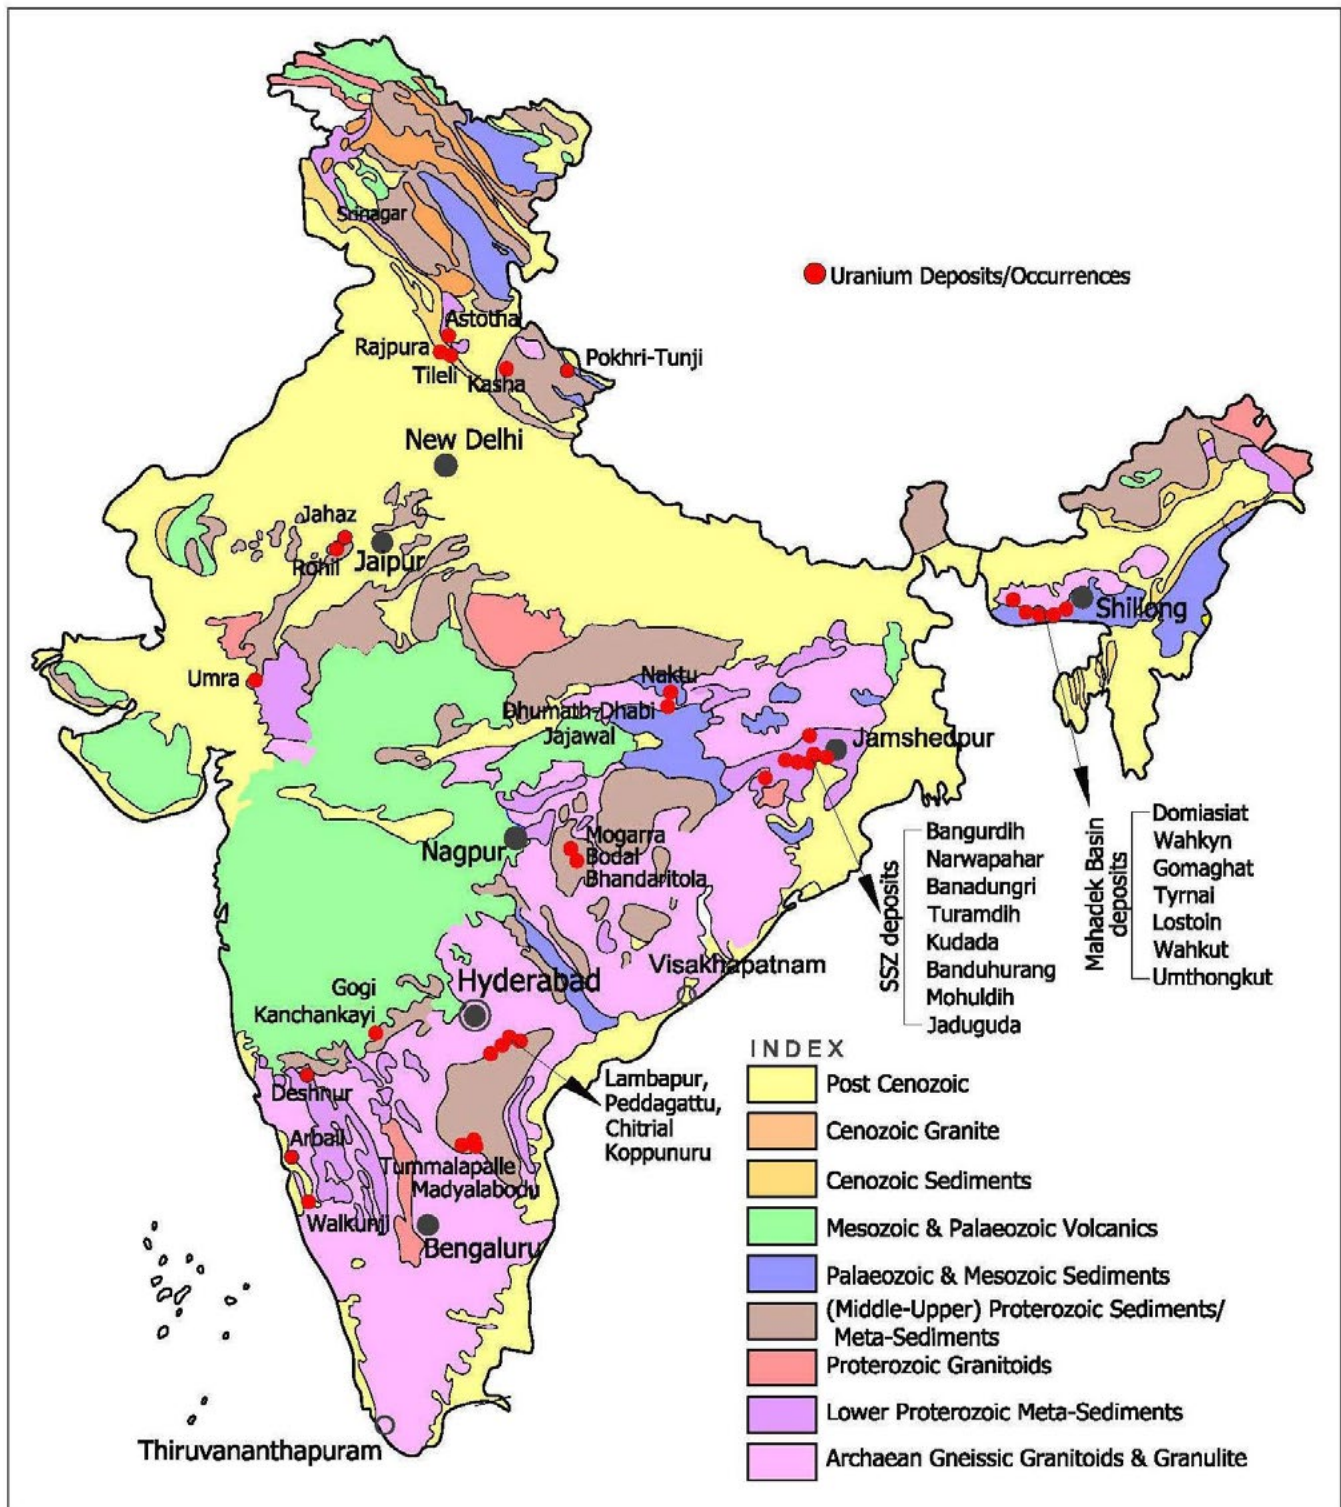 Srinagar
Uranium Deposits/Occurrences
Astotha
Rajpura
Tileli
Kasha
Pokhri-Tunji
New Delhi
Jahaz
Rohil
Jaipur
Shillong
Umra
Naktu
Dhumath-Dhabi
Jajawal
Jamshedpur
Nagpur
Mogarra
Bodal
Bhandaritola
SSZ deposits
Bangurdih
Narwapahar
Banadungri
Turamdih
Kudada
Banduhurang
Mohuldih
Jaduguda
Mahadek Basin
deposits
Domiasiat
Wahkyn
Gomaghat
Tyrnai
Lostoin
Wahkut
Umthongkut
Visakhapatnam
Gogi
Kanchankayi
Hyderabad
Deshnur
Arbail
Lambapur,
Peddagattu,
Chitrial
Koppunuru
Tummalapalle
Madyalabodu
Walkunji
Bengaluru
Thiruvananthapuram
INDEX
Post Cenozoic
Cenozoic Granite
Cenozoic Sediments
Mesozoic & Palaeozoic Volcanics
Palaeozoic & Mesozoic Sediments
(Middle-Upper) Proterozoic Sediments/
Meta-Sediments
Proterozoic Granitoids
Lower Proterozoic Meta-Sediments
Archaean Gneissic Granitoids & Granulite